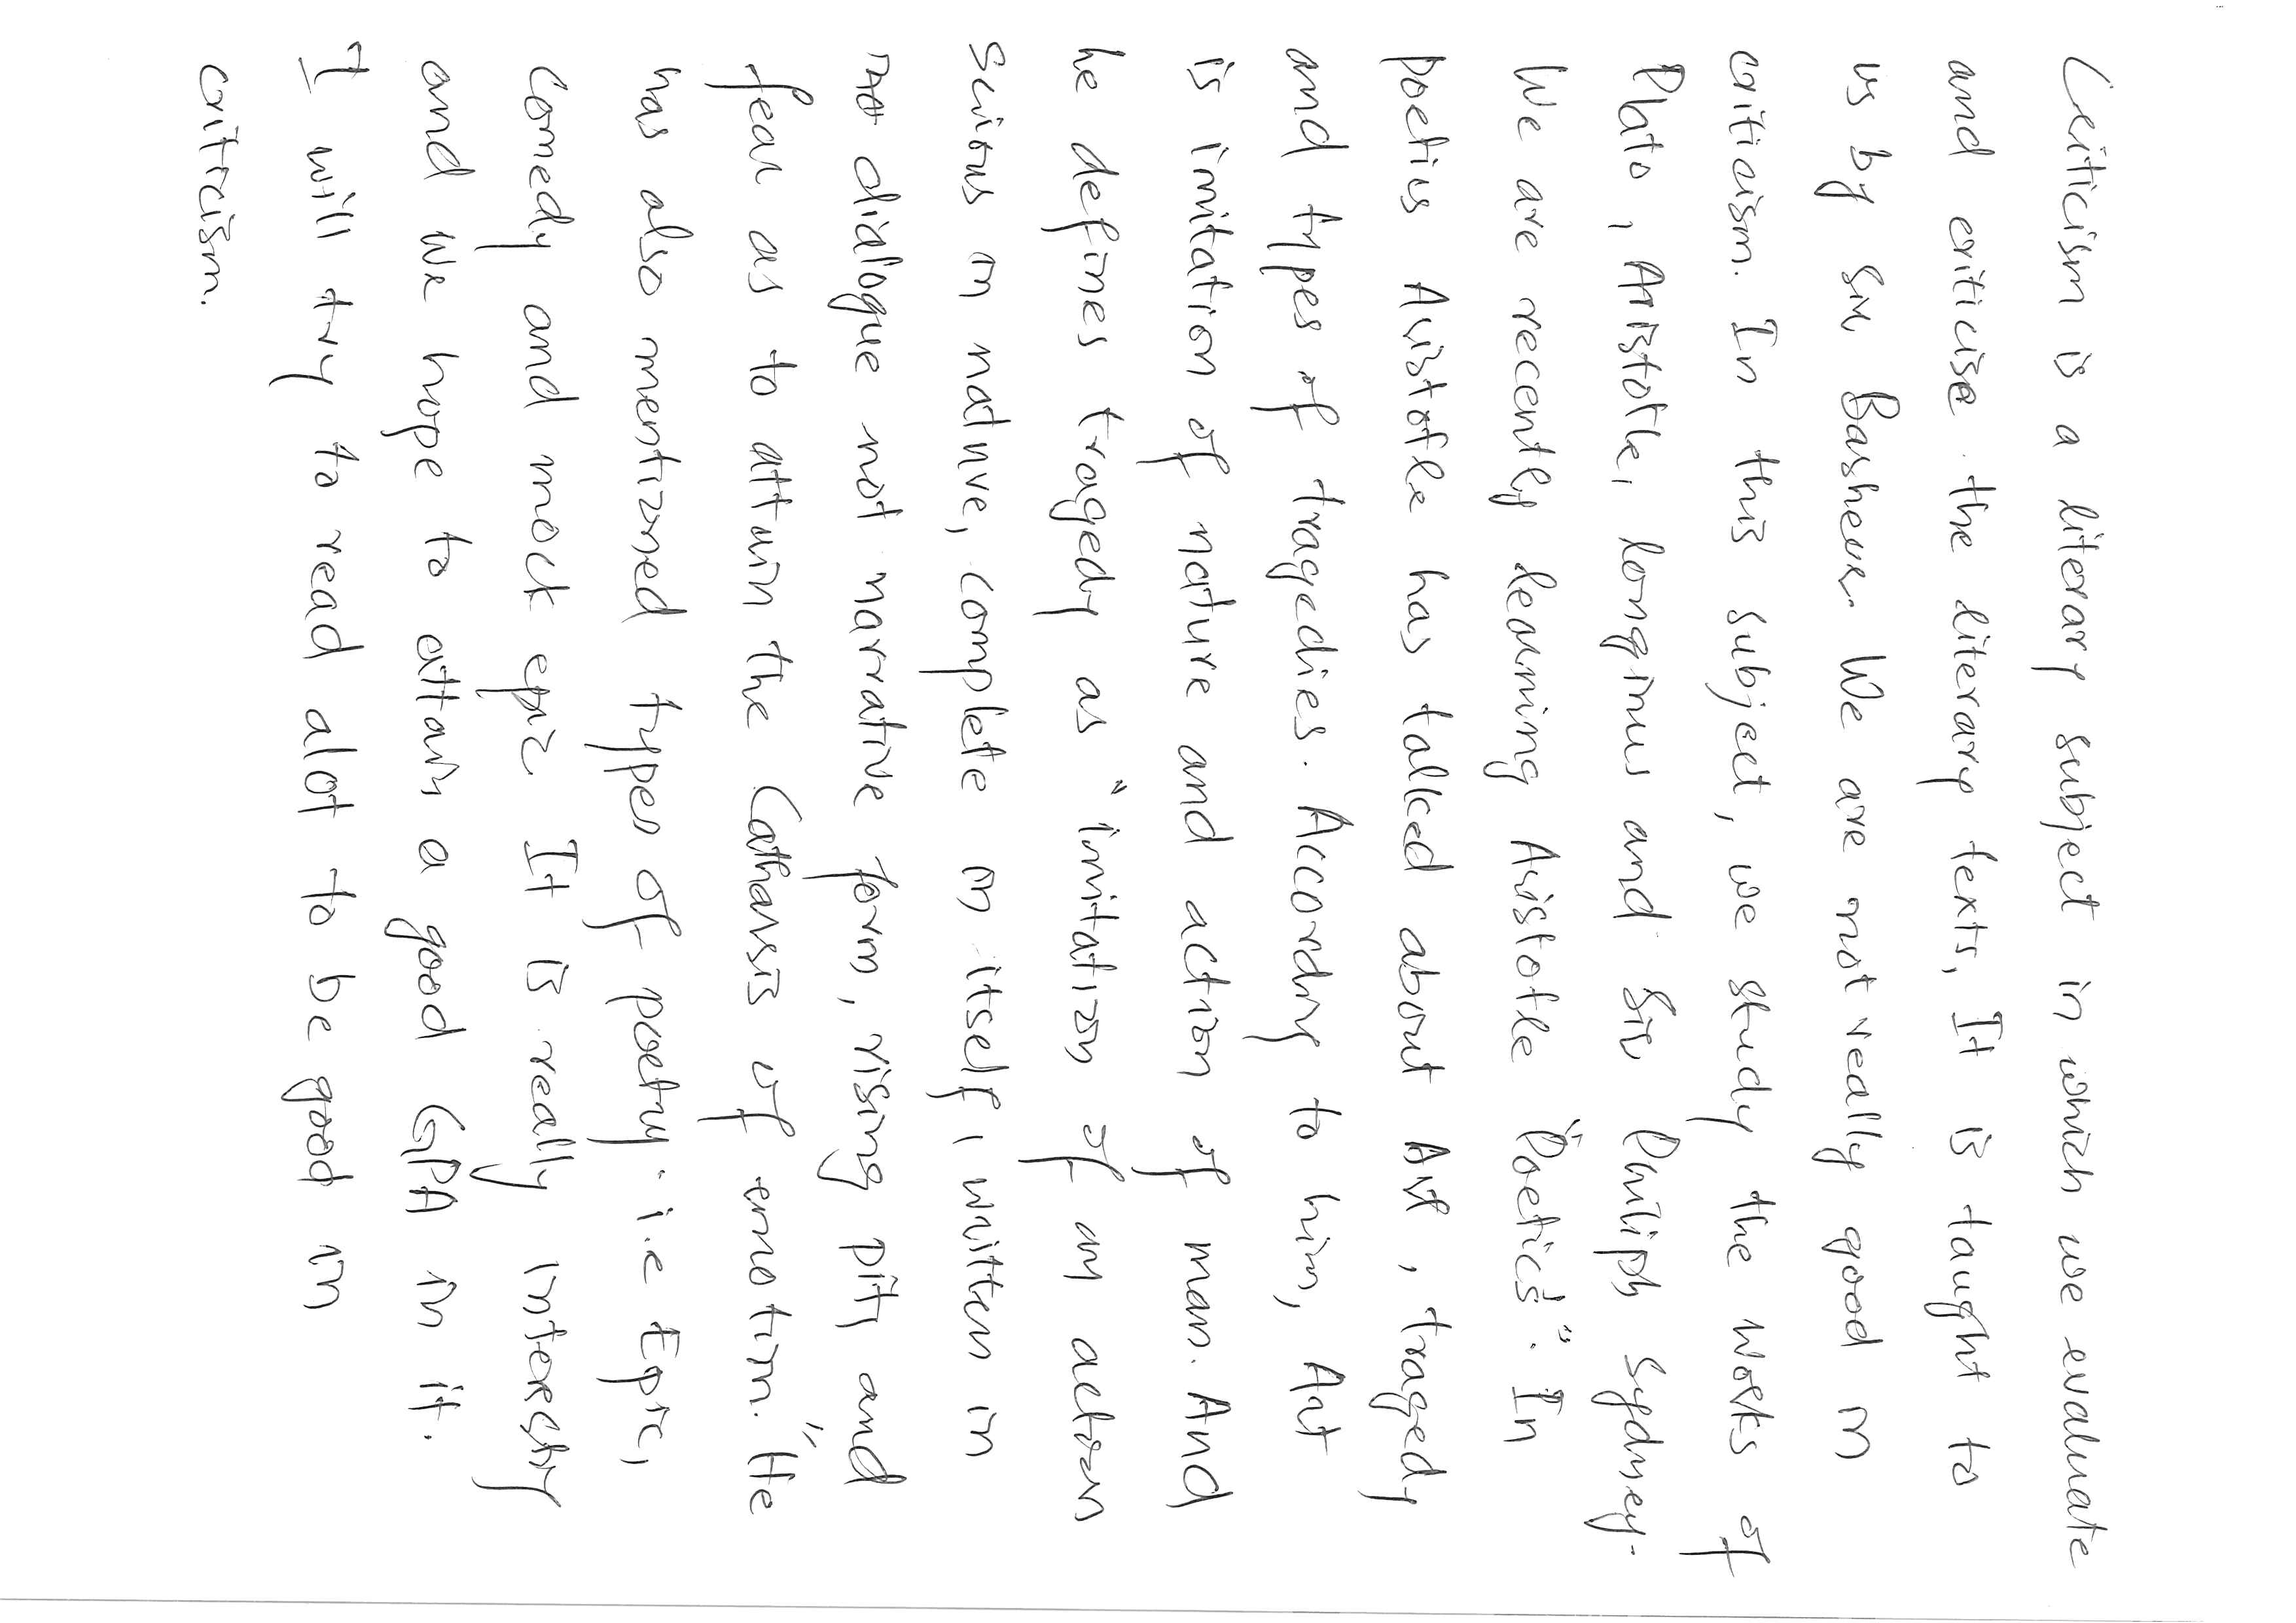 Criticism is a literary subject in which we evaluate
and criticise the literary texts, It is taught to
us by Sir Basheer. We are not really good in
criticism. In this subject, we study the works of
Plato, Aristotle, longinus and Sir Philiph Sydney.
We are recently learning Aristotle "Poetics". In
poetics Aristotle has talked about Art, tragedy
and types of tragedies. According to him, Art
is imitation of nature and action of man. And
he defines tragedy as "imitation of an action
serious in nature, complete in itself, written in
dialogue not narrative form, rising pity and
fear as to attain the Catharsis of emotion." He
has also mentioned types of poetry. i.e Epic,
comedy and mock epic It is really interesting
and we hope to attain a good GPA in it.
I will try to read alot to be good in
criticism.